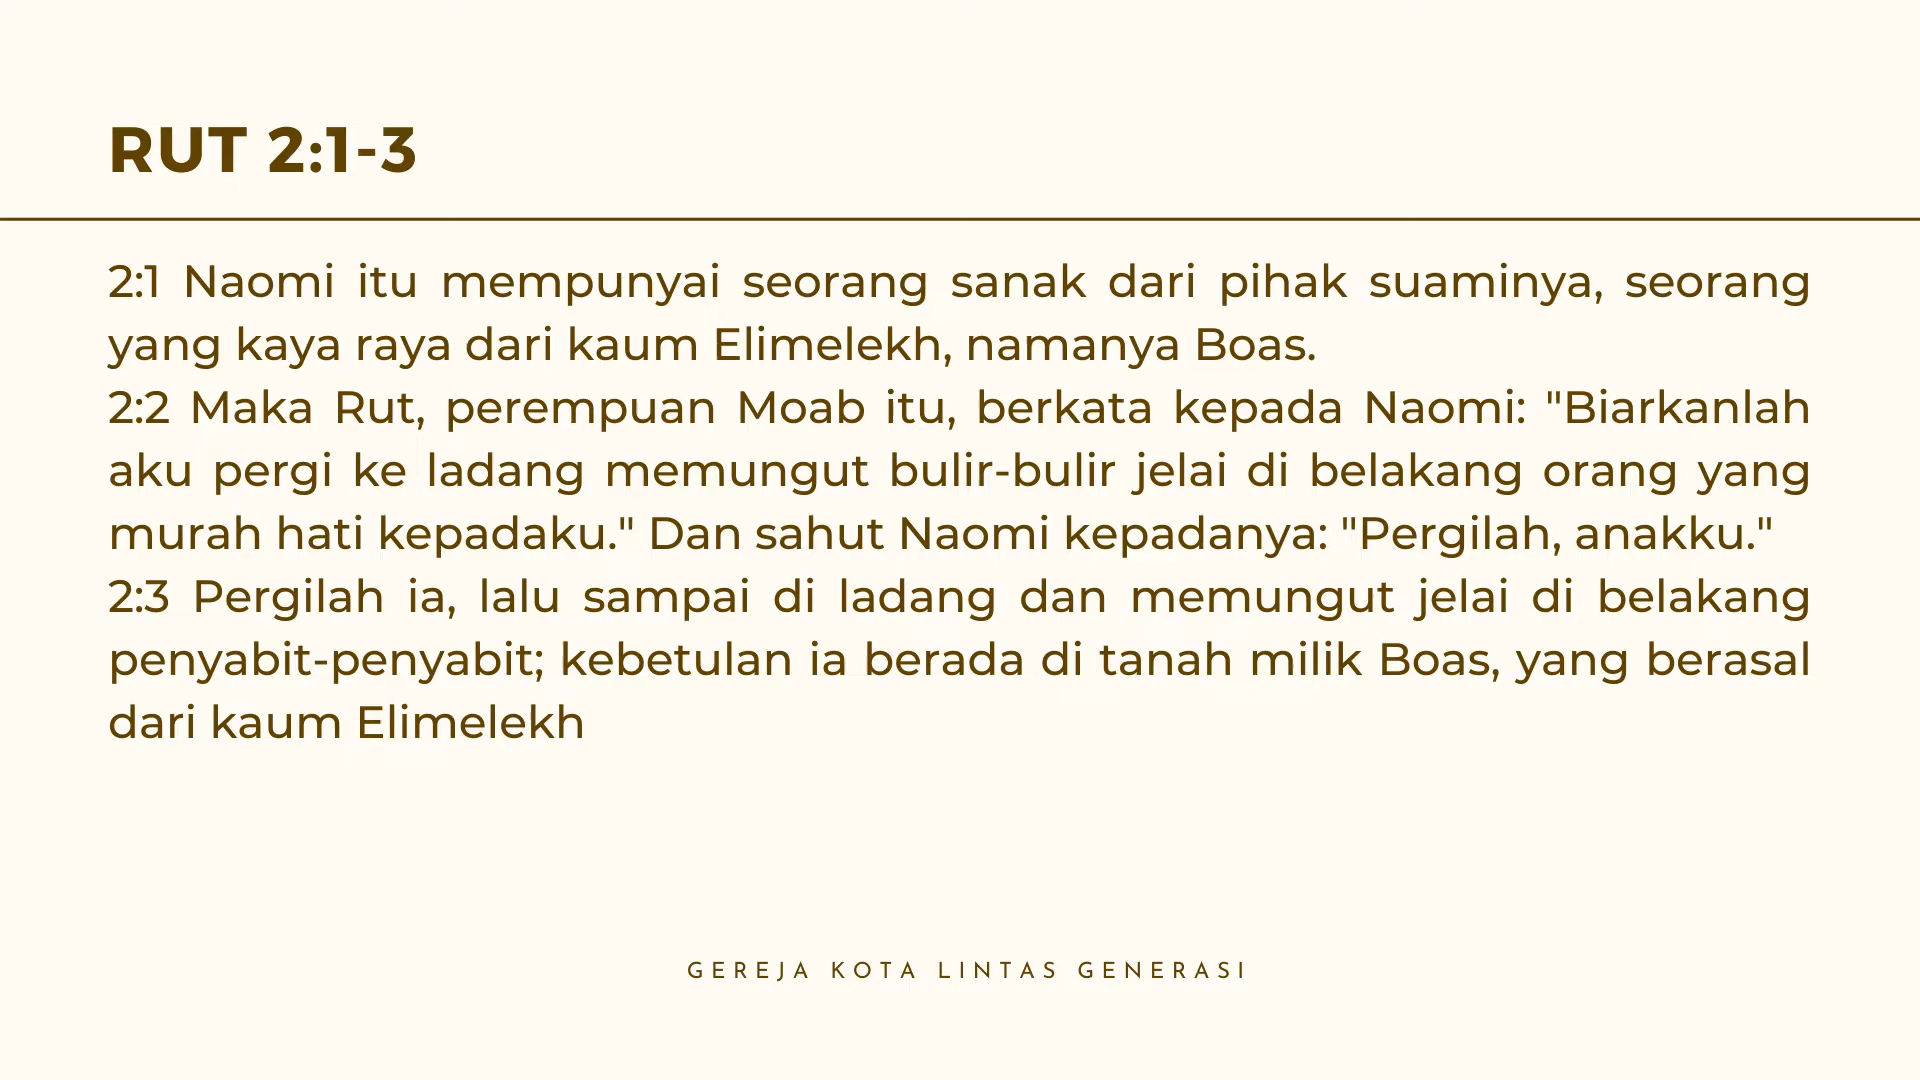 RUT 2:1-3
2:1 Naomi itu mempunyai seorang sanak dari pihak suaminya, seorang
yang kaya raya dari kaum Elimelekh, namanya Boas.
2:2 Maka Rut, perempuan Moab itu, berkata kepada Naomi: "Biarkanlah
aku pergi ke ladang memungut bulir-bulir jelai di belakang orang yang
murah hati kepadaku." Dan sahut Naomi kepadanya: "Pergilah, anakku."
2:3 Pergilah ia, lalu sampai di ladang dan memungut jelai di belakang
penyabit-penyabit; kebetulan ia berada di tanah milik Boas, yang berasal
dari kaum Elimelekh
GEREJA KOTA LINTAS GENERASI